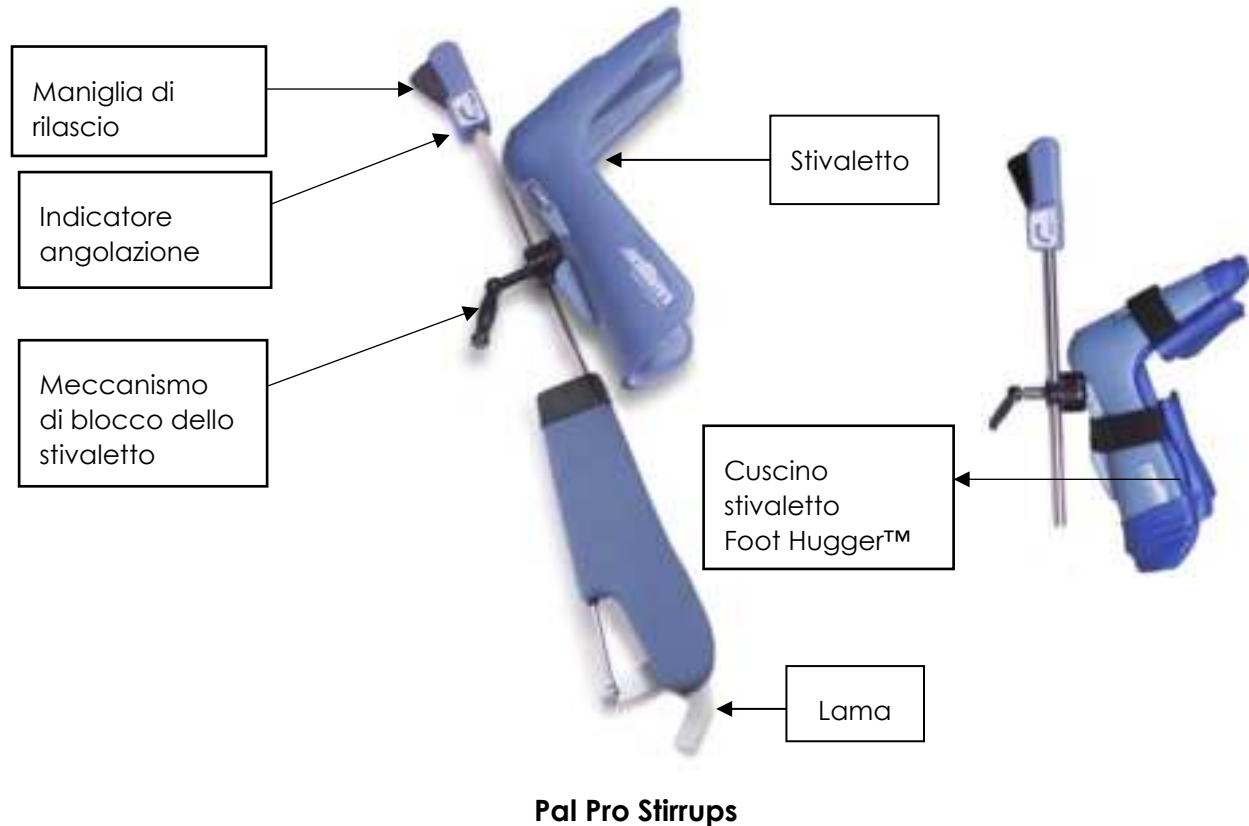 Maniglia di
rilascio
Indicatore
angolazione
Meccanismo
di blocco dello
stivaletto
Stivaletto
Cuscino
stivaletto
Foot Hugger™
Lama
Pal Pro Stirrups